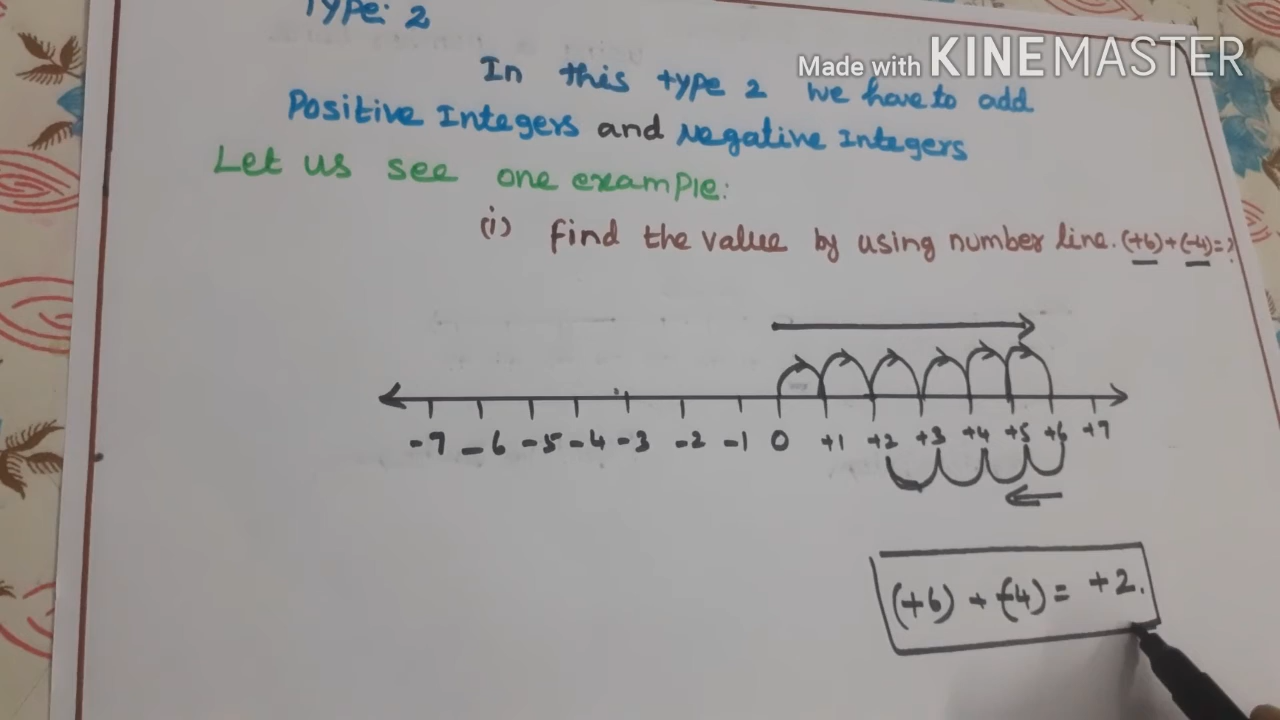 Type: 2
Made with KINEMASTER
In this type 2 we have to add
Positive Integers and Negative Integers
Let us see one example:
(i) Find the value by using number line. (+6)+(-4)=?
-7 -6 -5 -4 -3 -2 -1 0 +1 +2 +3 +4 +5 +6 +7
(+6) + (-4) = +2.